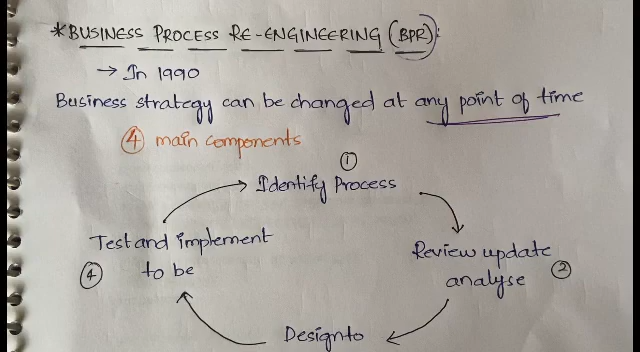 *BUSINESS PROCESS RE-ENGINEERING (BPR):
→ In 1990
Business strategy can be changed at any point of time
④ main components
①
Identify Process
Test and implement
to be
④
Review update
analyse ②
Designto